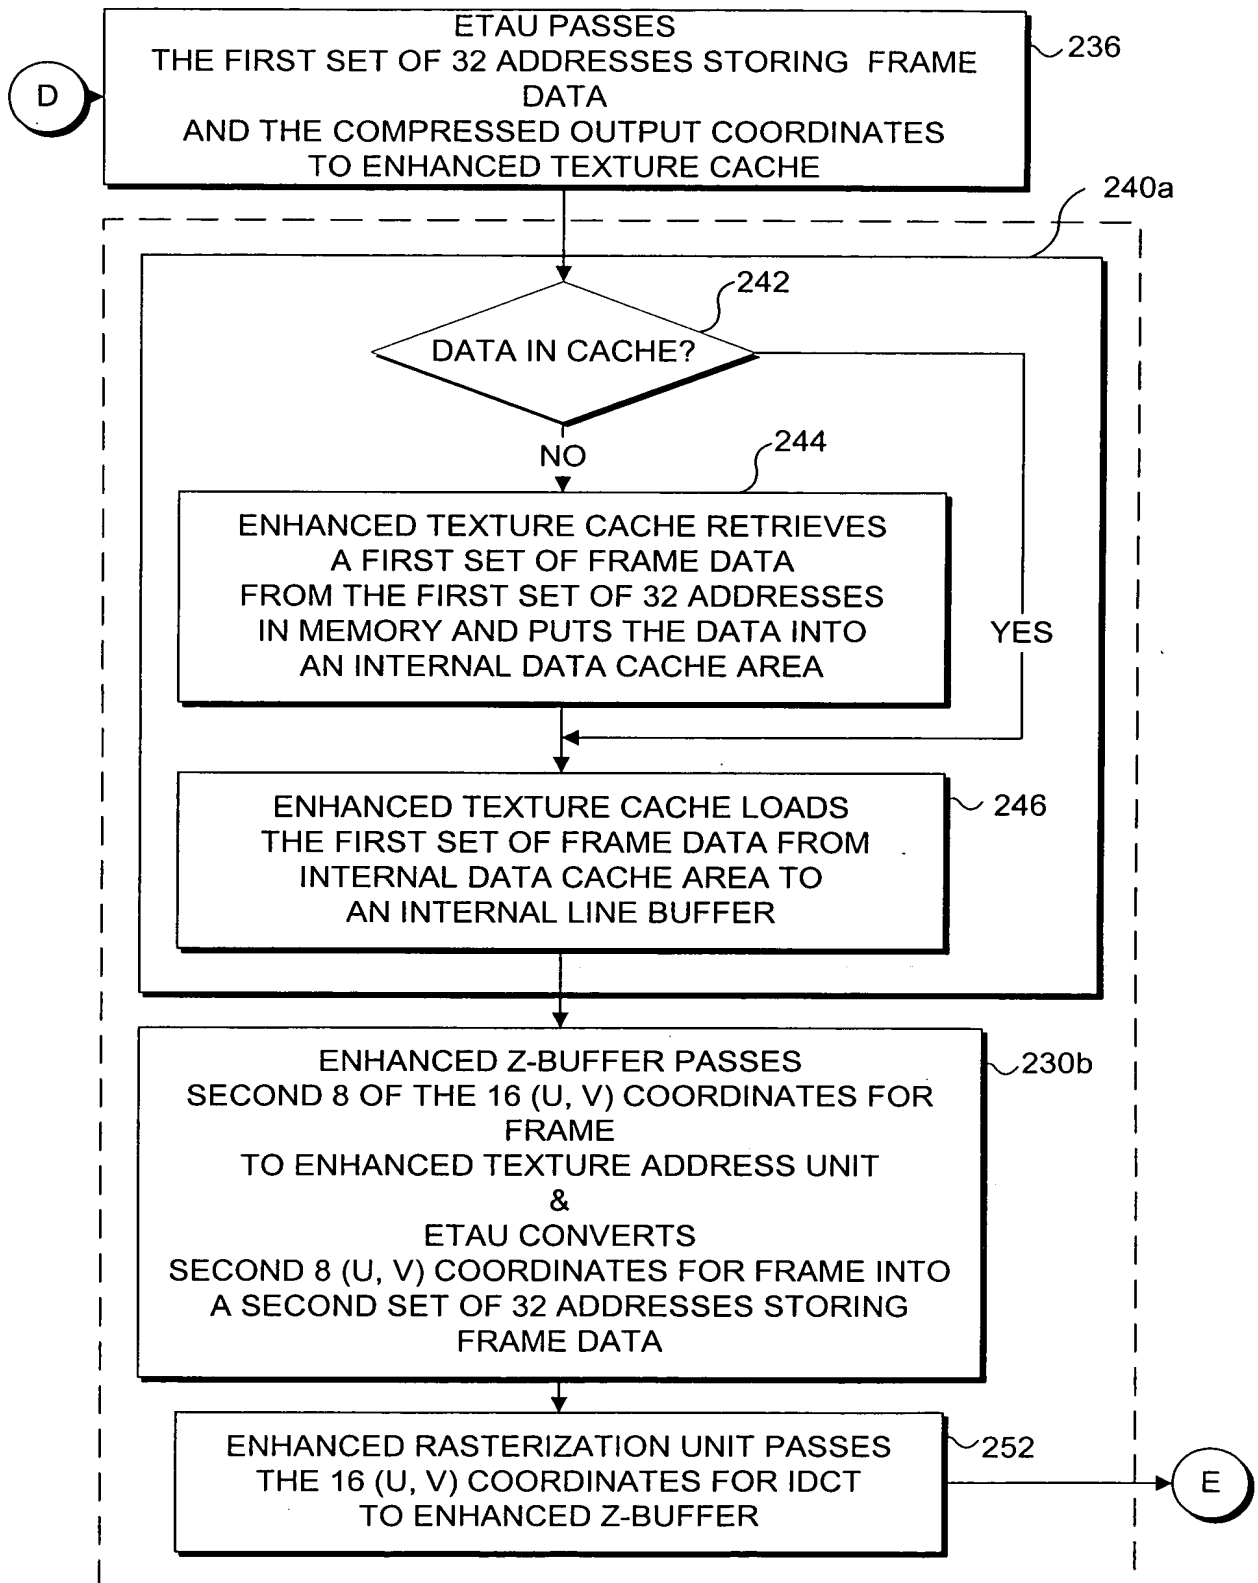 ETAU PASSES
THE FIRST SET OF 32 ADDRESSES STORING FRAME
DATA
AND THE COMPRESSED OUTPUT COORDINATES
TO ENHANCED TEXTURE CACHE
236
D
240a
242
DATA IN CACHE?
NO
244
ENHANCED TEXTURE CACHE RETRIEVES
A FIRST SET OF FRAME DATA
FROM THE FIRST SET OF 32 ADDRESSES
IN MEMORY AND PUTS THE DATA INTO
AN INTERNAL DATA CACHE AREA
YES
ENHANCED TEXTURE CACHE LOADS
THE FIRST SET OF FRAME DATA FROM
INTERNAL DATA CACHE AREA TO
AN INTERNAL LINE BUFFER
246
ENHANCED Z-BUFFER PASSES
SECOND 8 OF THE 16 (U, V) COORDINATES FOR
FRAME
TO ENHANCED TEXTURE ADDRESS UNIT
&
ETAU CONVERTS
SECOND 8 (U, V) COORDINATES FOR FRAME INTO
A SECOND SET OF 32 ADDRESSES STORING
FRAME DATA
230b
ENHANCED RASTERIZATION UNIT PASSES
THE 16 (U, V) COORDINATES FOR IDCT
TO ENHANCED Z-BUFFER
252
E